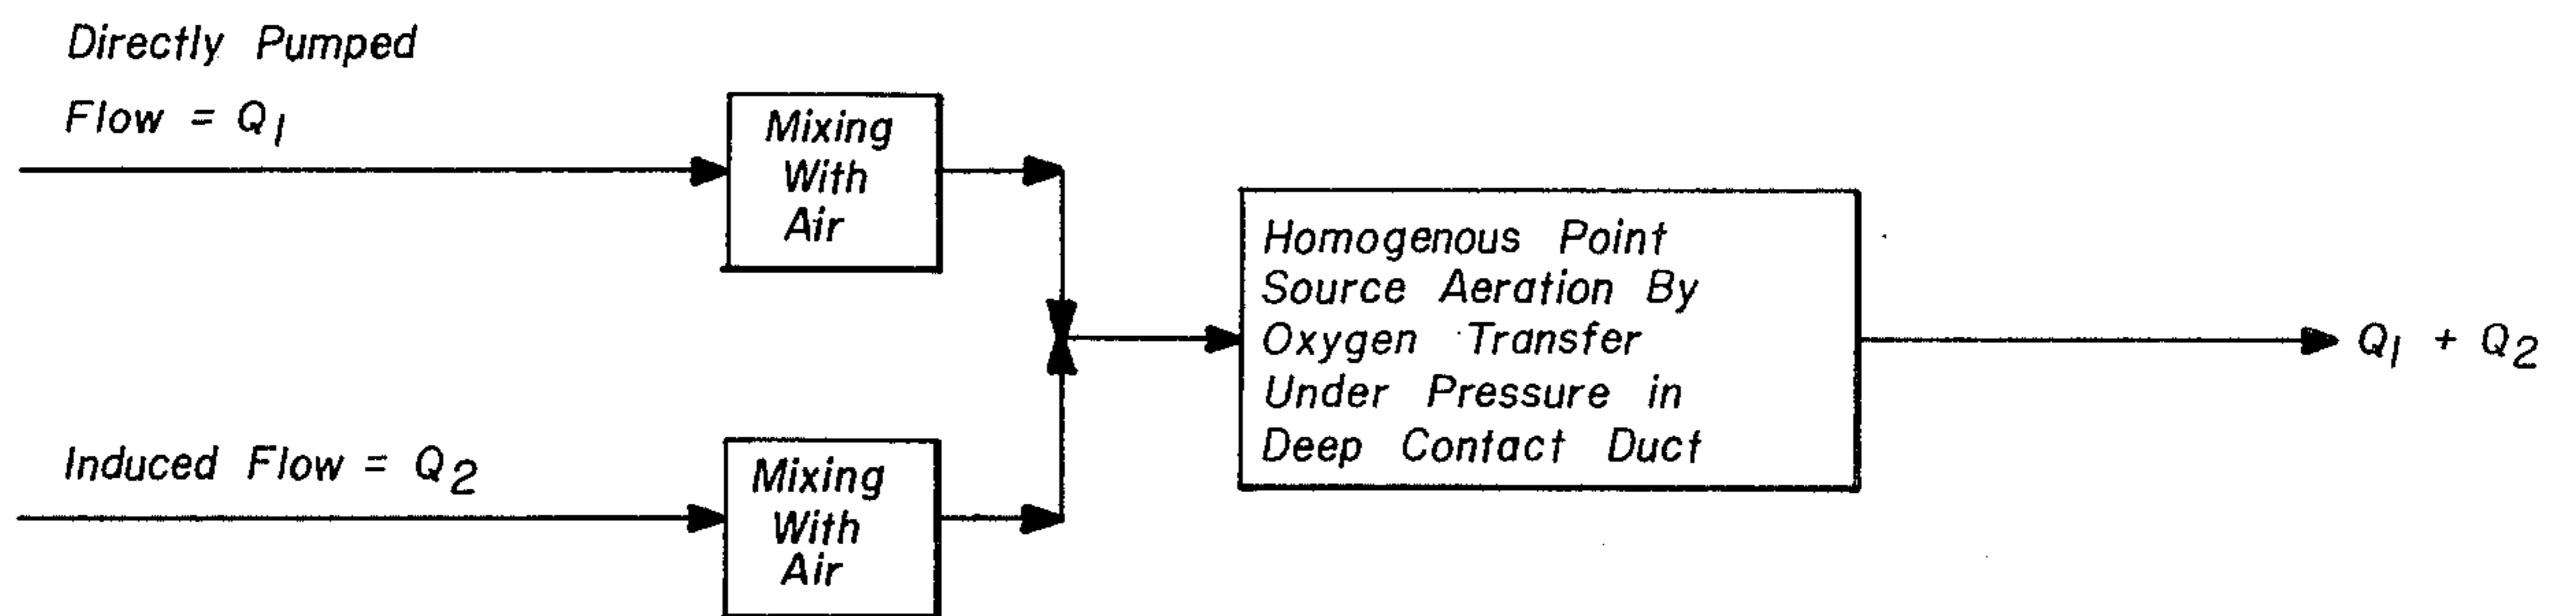 Directly Pumped
Flow = Q1
Mixing
With
Air
Homogenous Point
Source Aeration By
Oxygen Transfer
Under Pressure in
Deep Contact Duct
Q1 + Q2
Induced Flow = Q2
Mixing
With
Air